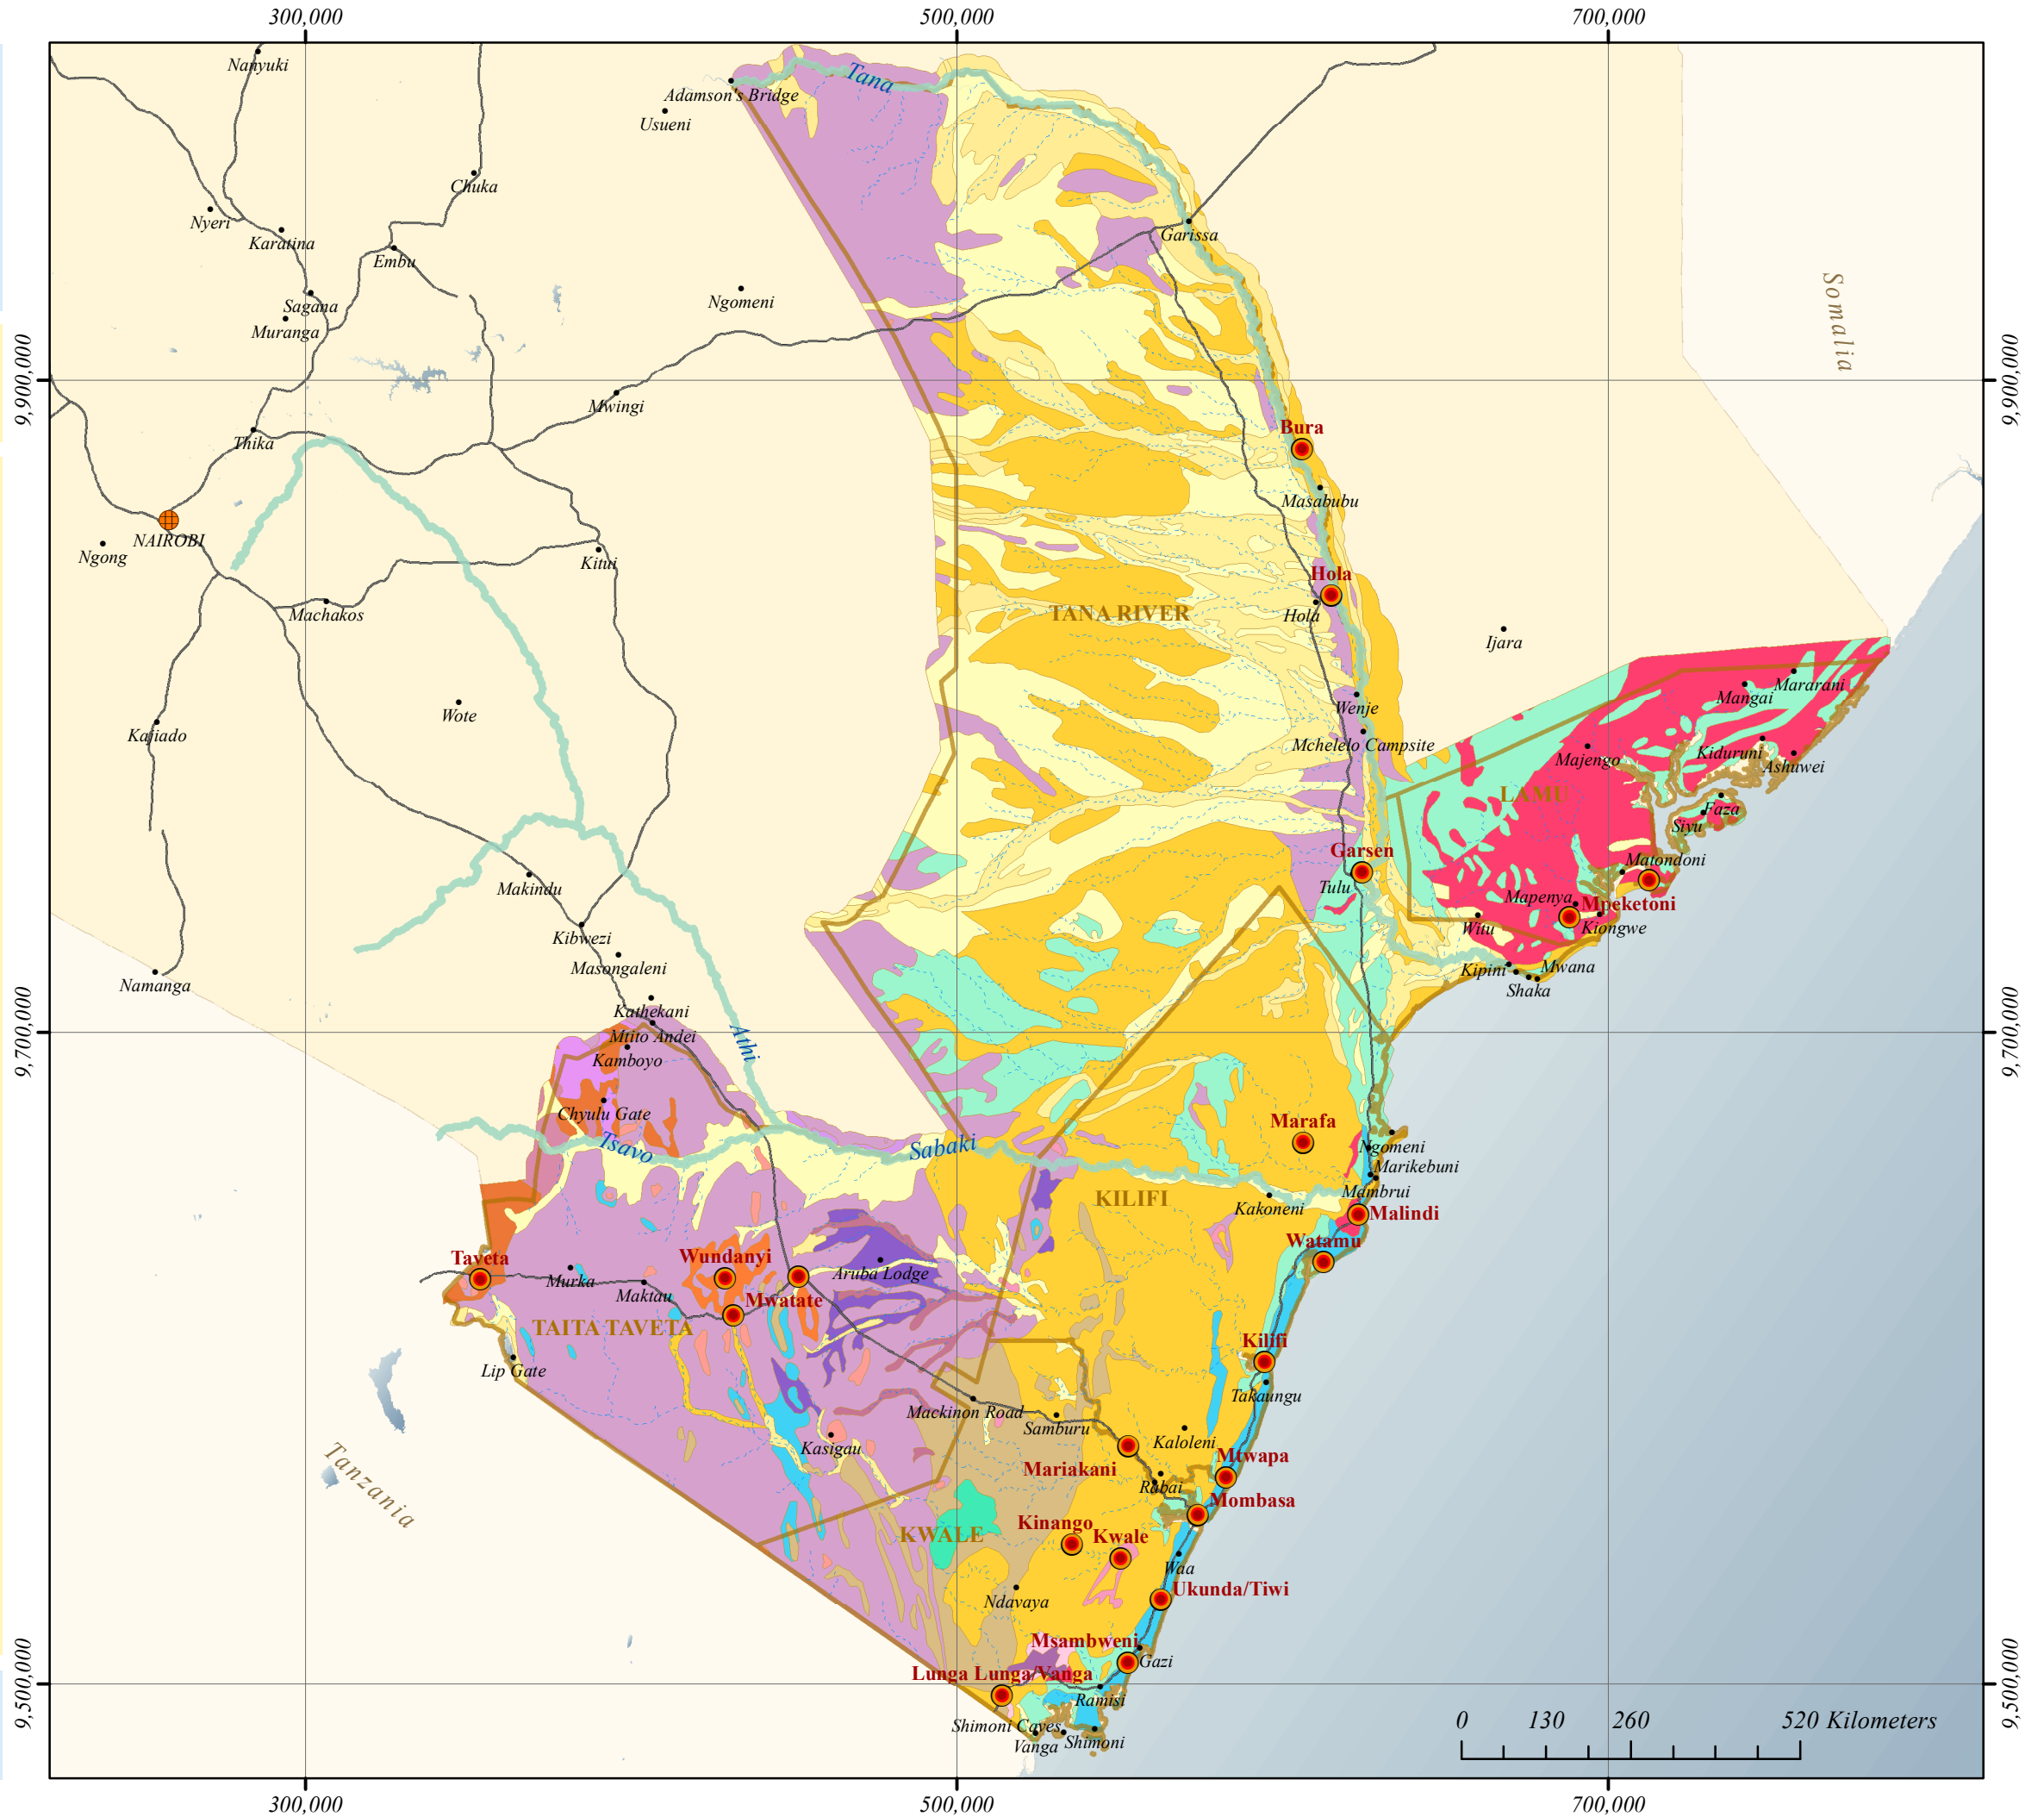 300,000 500,000 700,000
Nanyuki
Tana
Adamson's Bridge
Usueni
Chuka
Nyeri
Karatina
Garissa
Embu
Somalia
Sagana
Ngomeni
Muranga
9,900,000
9,900,000
Mwingi
Bura
Thika
Masabubu
NAIROBI
Ngong
Kitui
Hola
Machakos
TANA RIVER
Hola
Ijara
Mararani
Mangai
Wote
Wenje
Kajiado
Mchelelo Campsite
Kiduruni
Majengo
Ashuwei
LAMU
Faza
Siyu
Garsen
Matondoni
Makindu
Tulu
Mapenya
Mpeketoni
Witu
Kiongwe
Kibwezi
Masongaleni
Kipini
Mwana
Namanga
Shaka
Kathekani
9,700,000
9,700,000
Mtito Andei
Athi
Kamboyo
Chyulu Gate
Marafa
Tsavo
Sabaki
Ngomeni
Marikebuni
Mambrui
KILIFI
Kakoneni
Malindi
Watamu
Taveta
Wundanyi
Aruba Lodge
Murka
Maktau
Mwatate
TAITA TAVETA
Kilifi
Lip Gate
Takaungu
Mackinon Road
Samburu
Kaloleni
Kasigau
Mtwapa
Mariakani
Tanzania
Rabai
Mombasa
Kinango
Kwale
KWALE
Waa
Ukunda/Tiwi
Ndavaya
Msambweni
Gazi
Lunga Lunga/Vanga
9,500,000
9,500,000
Ramisi
Shimoni Caves
Vanga
Shimoni
0 130 260 520 Kilometers
300,000 500,000 700,000